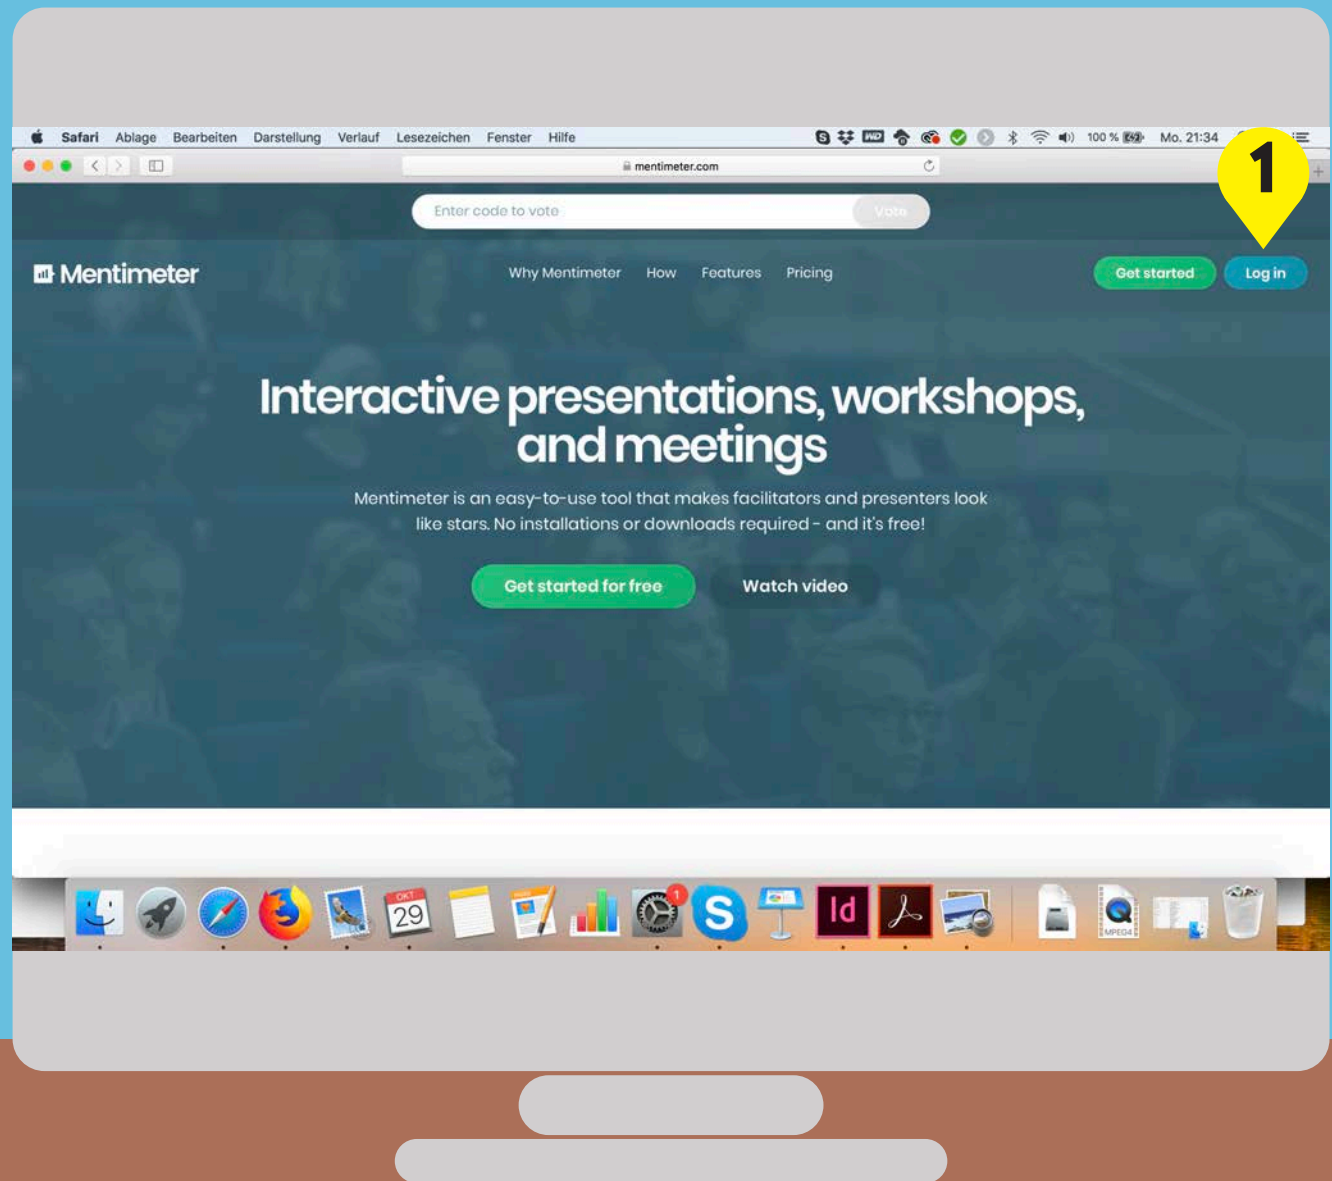 Safari Ablage Bearbeiten Darstellung Verlauf Lesezeichen Fenster Hilfe 100 % Mo. 21:34
1
mentimeter.com
Enter code to vote Vote
Mentimeter Why Mentimeter How Features Pricing Get started Log in
Interactive presentations, workshops,
and meetings
Mentimeter is an easy-to-use tool that makes facilitators and presenters look
like stars. No installations or downloads required - and it's free!
Get started for free Watch video
OKT
29
1
S
Id
MPEG4